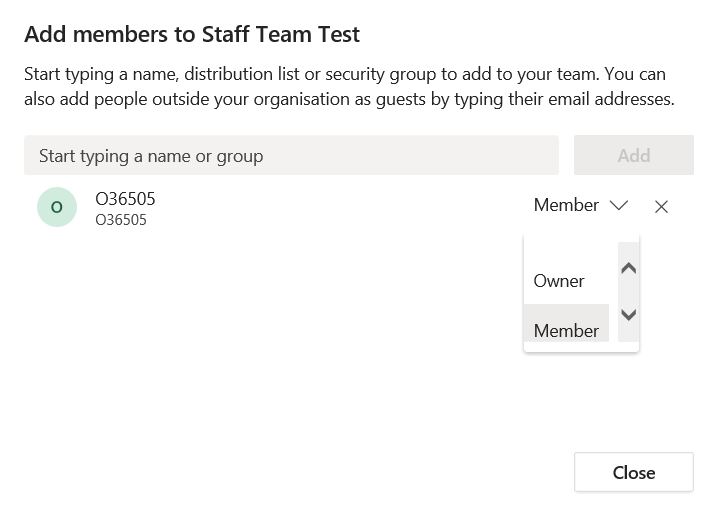 Add members to Staff Team Test
Start typing a name, distribution list or security group to add to your team. You can
also add people outside your organisation as guests by typing their email addresses.
Start typing a name or group
Add
O
O36505
O36505
Member
Owner
Member
Close